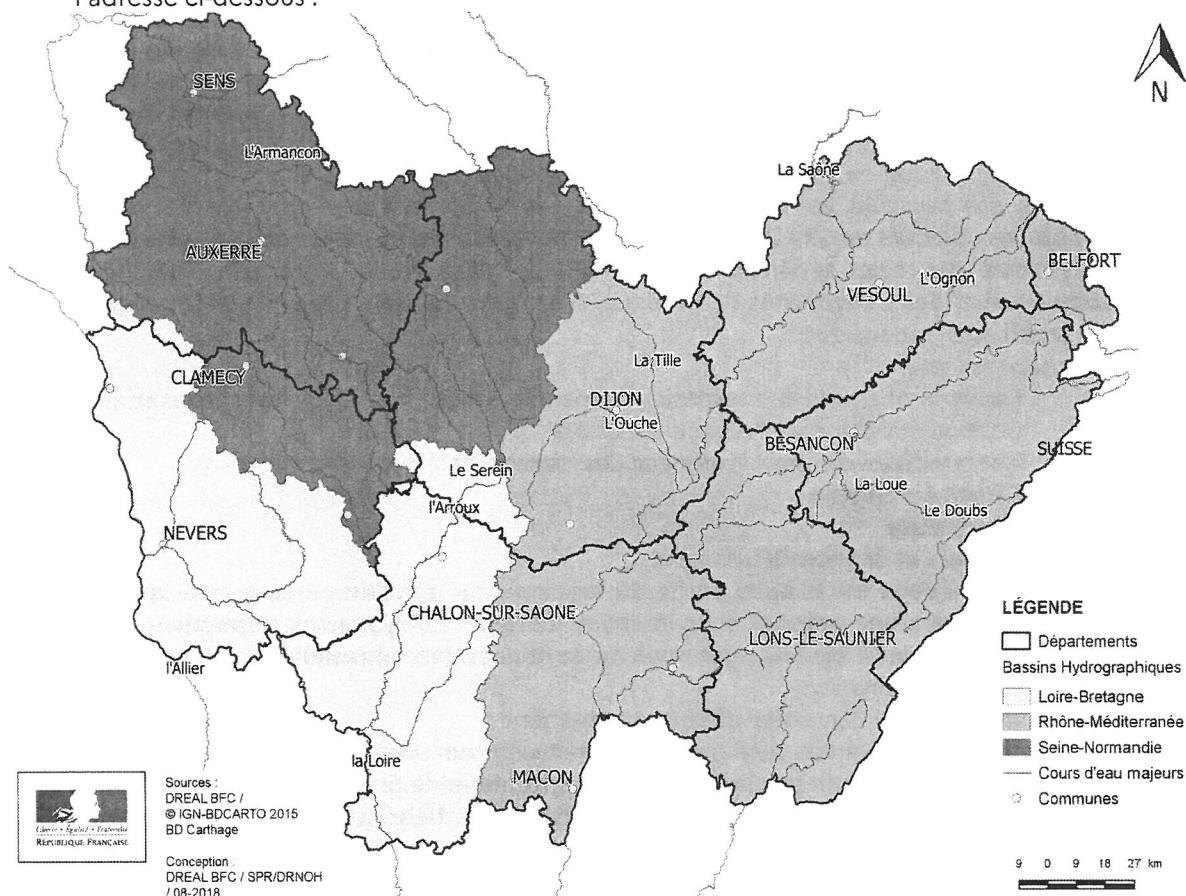 l'adresse ci-dessous :
N
SENS
L'Armancon
La Saône
AUXERRE
BELFORT
L'Ognon
VESOUL
La Tille
CLAMECY
DIJON
L'Ouche
BESANCON
SUISSE
Le Serein
La Loue
l'Arroux
Le Doubs
NEVERS
CHALON-SUR-SAONE
LONS-LE-SAUNIER
l'Allier
la Loire
MACON
LÉGENDE
Départements
Bassins Hydrographiques
Loire-Bretagne
Rhône-Méditerranée
Seine-Normandie
Cours d'eau majeurs
Communes
9 0 9 18 27 km
Liberté • Égalité • Fraternité
RÉPUBLIQUE FRANÇAISE
Sources :
DREAL BFC /
© IGN-BDCARTO 2015
BD Carthage
Conception :
DREAL BFC / SPR/DRNOH
/ 08-2018